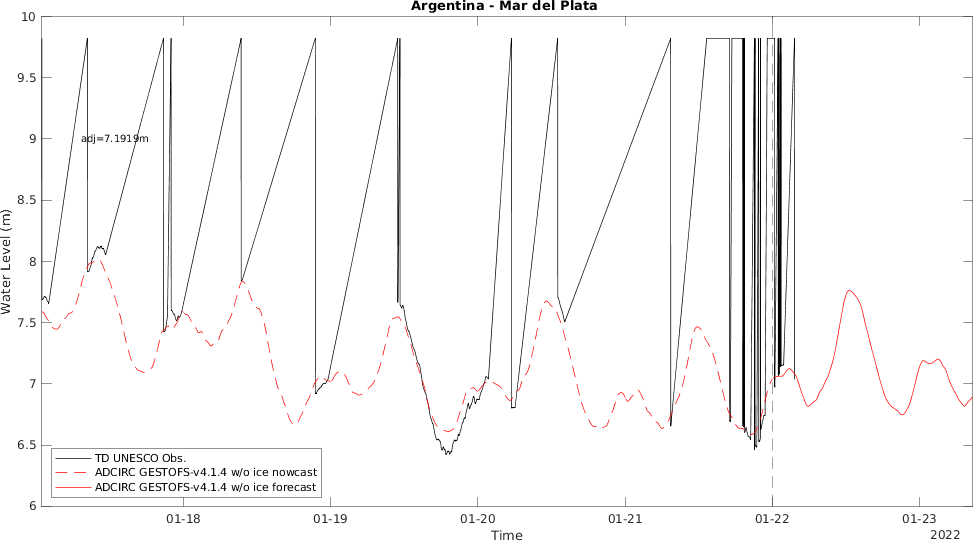 Argentina - Mar del Plata
10
9.5
9
8.5
8
7.5
7
6.5
6
Water Level (m)
adj=7.1919m
TD UNESCO Obs.
ADCIRC GESTOFS-v4.1.4 w/o ice nowcast
ADCIRC GESTOFS-v4.1.4 w/o ice forecast
01-18 01-19 01-20 01-21 01-22 01-23
Time
2022